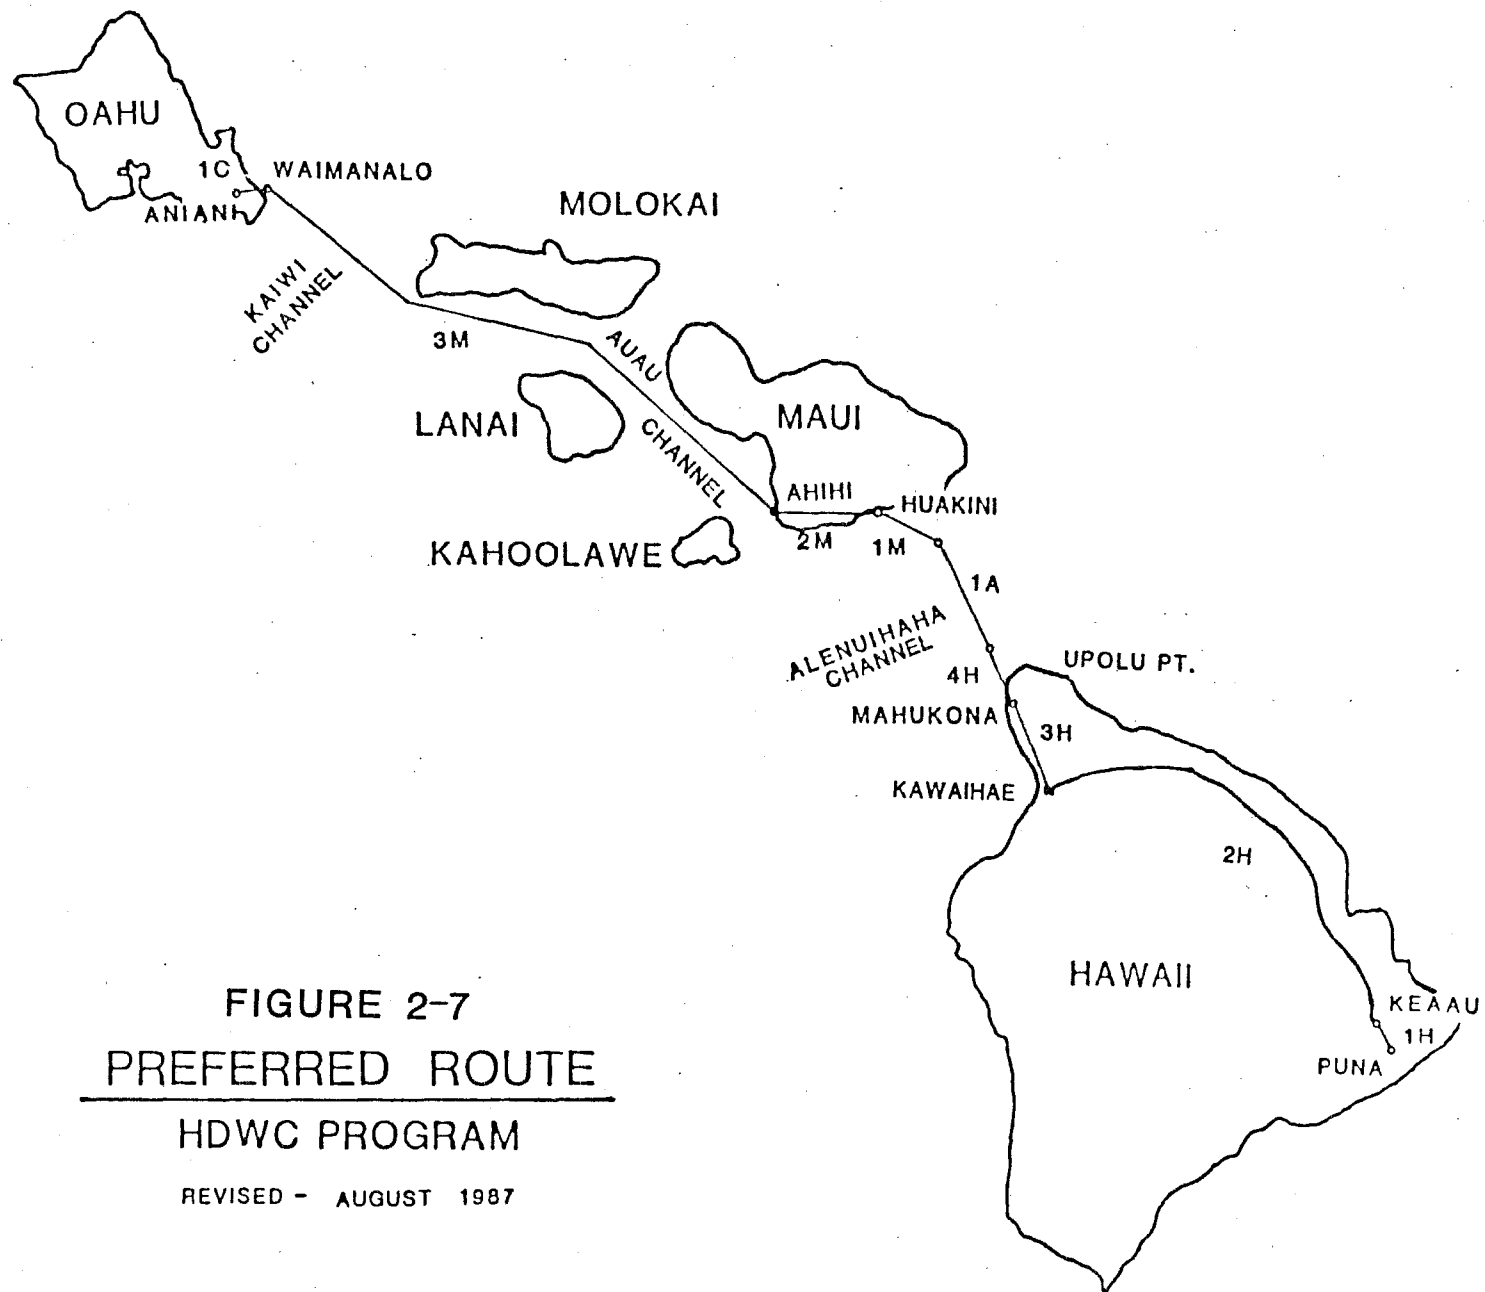 OAHU
1C
WAIMANALO
ANIANI
MOLOKAI
KAIWI
CHANNEL
3M
AUAU
CHANNEL
LANAI
MAUI
AHIHI
HUAKINI
KAHOOLAWE
2M
1M
1A
ALENUIHAHA
CHANNEL
4H
UPOLU PT.
MAHUKONA
3H
KAWAIHAE
2H
HAWAII
KEAAU
1H
PUNA
FIGURE 2-7
PREFERRED ROUTE
HDWC PROGRAM
REVISED - AUGUST 1987